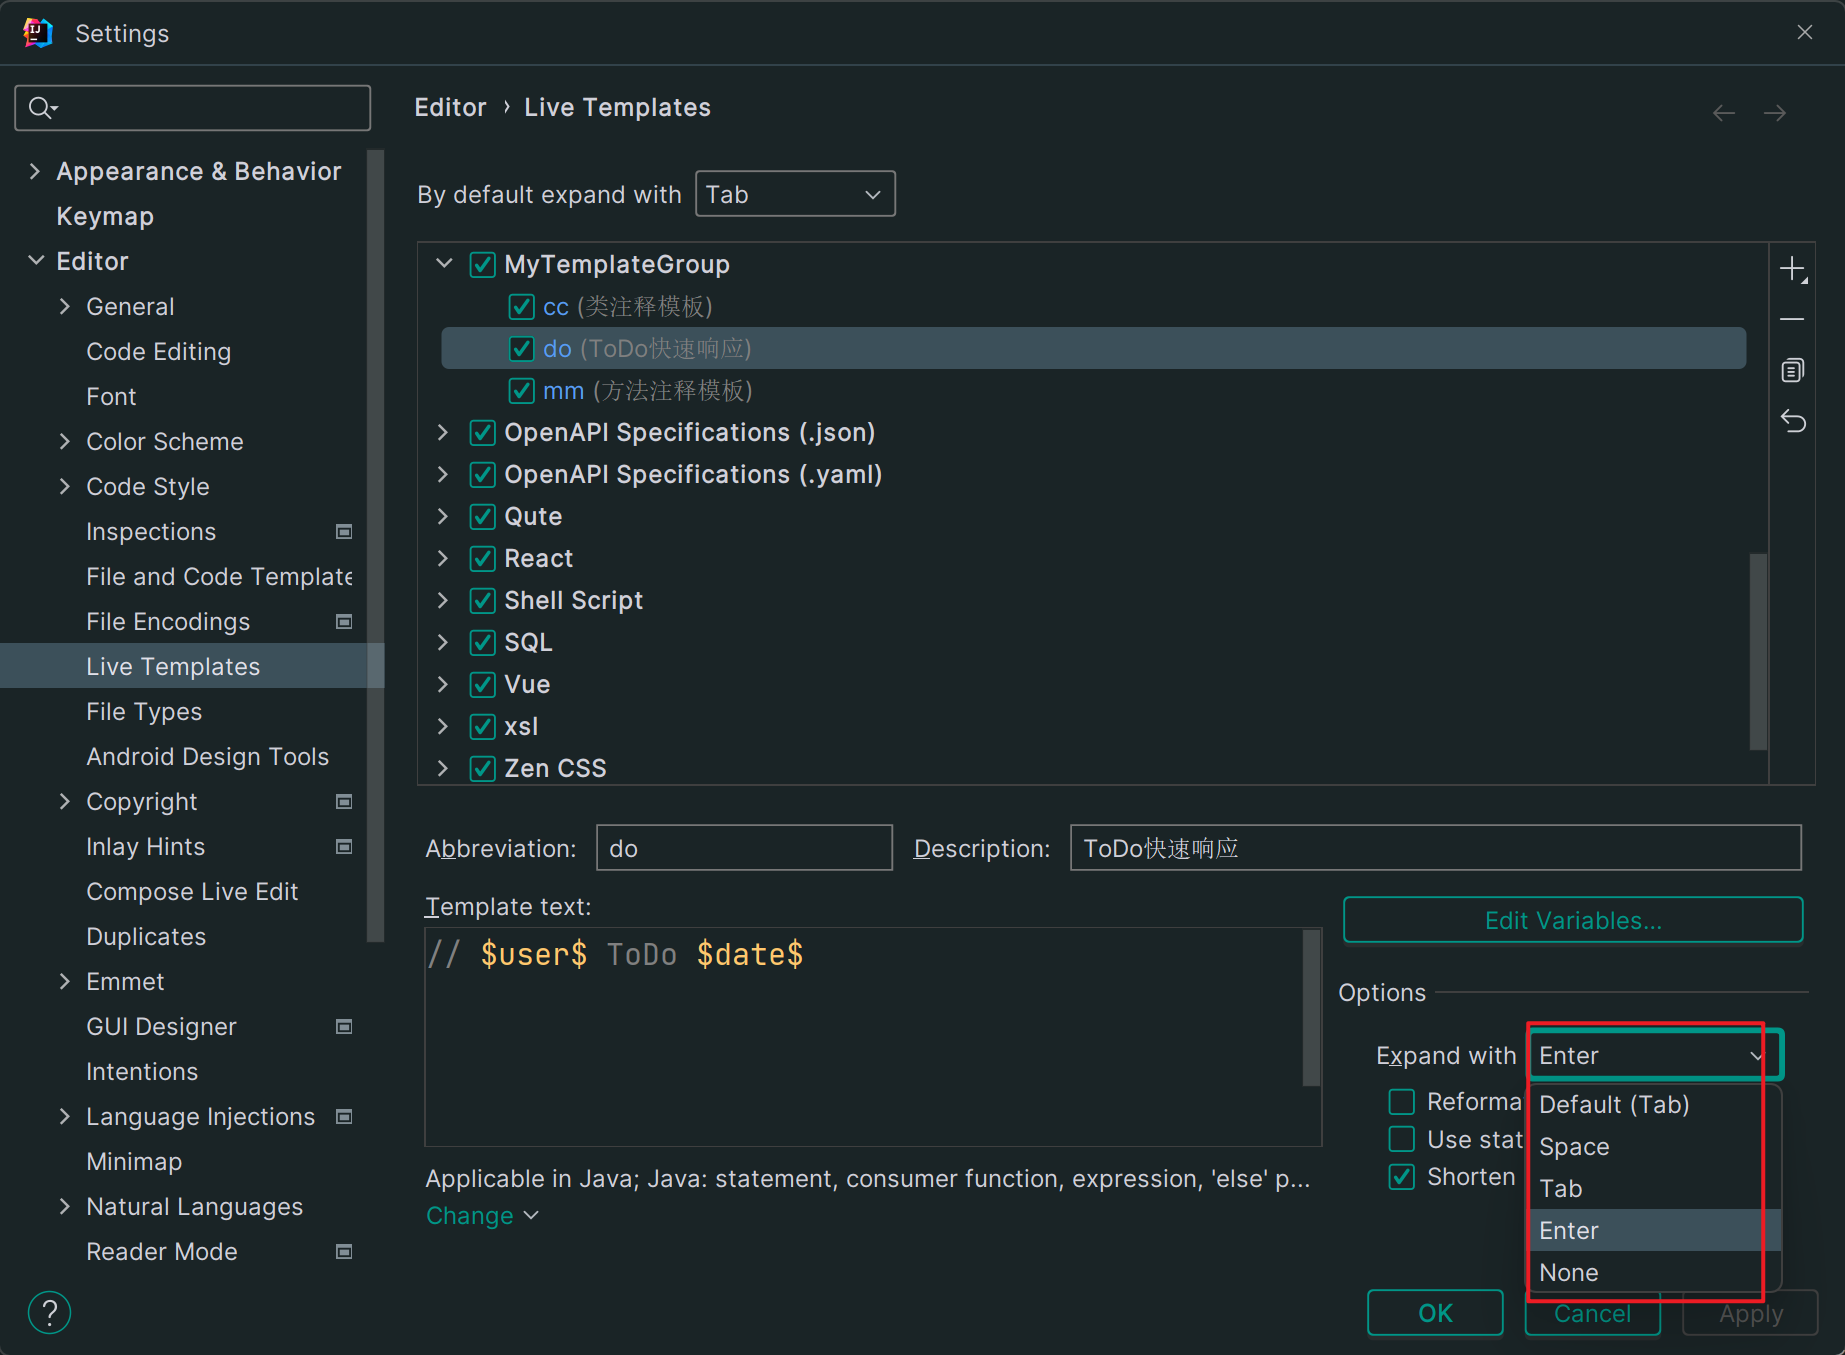 Settings
Editor › Live Templates
Appearance & Behavior
Keymap
Editor
General
Code Editing
Font
Color Scheme
Code Style
Inspections
File and Code Template
File Encodings
Live Templates
File Types
Android Design Tools
Copyright
Inlay Hints
Compose Live Edit
Duplicates
Emmet
GUI Designer
Intentions
Language Injections
Minimap
Natural Languages
Reader Mode
?
By default expand with Tab
MyTemplateGroup
cc (类注释模板)
do (ToDo快速响应)
mm (方法注释模板)
OpenAPI Specifications (.json)
OpenAPI Specifications (.yaml)
Qute
React
Shell Script
SQL
Vue
xsl
Zen CSS
Abbreviation: do Description: ToDo快速响应
Template text:
// $user$ ToDo $date$
Applicable in Java; Java: statement, consumer function, expression, 'else' p...
Change
Edit Variables...
Options
Expand with Enter
Reforma
Use stat
Shorten
Default (Tab)
Space
Tab
Enter
None
OK Cancel Apply